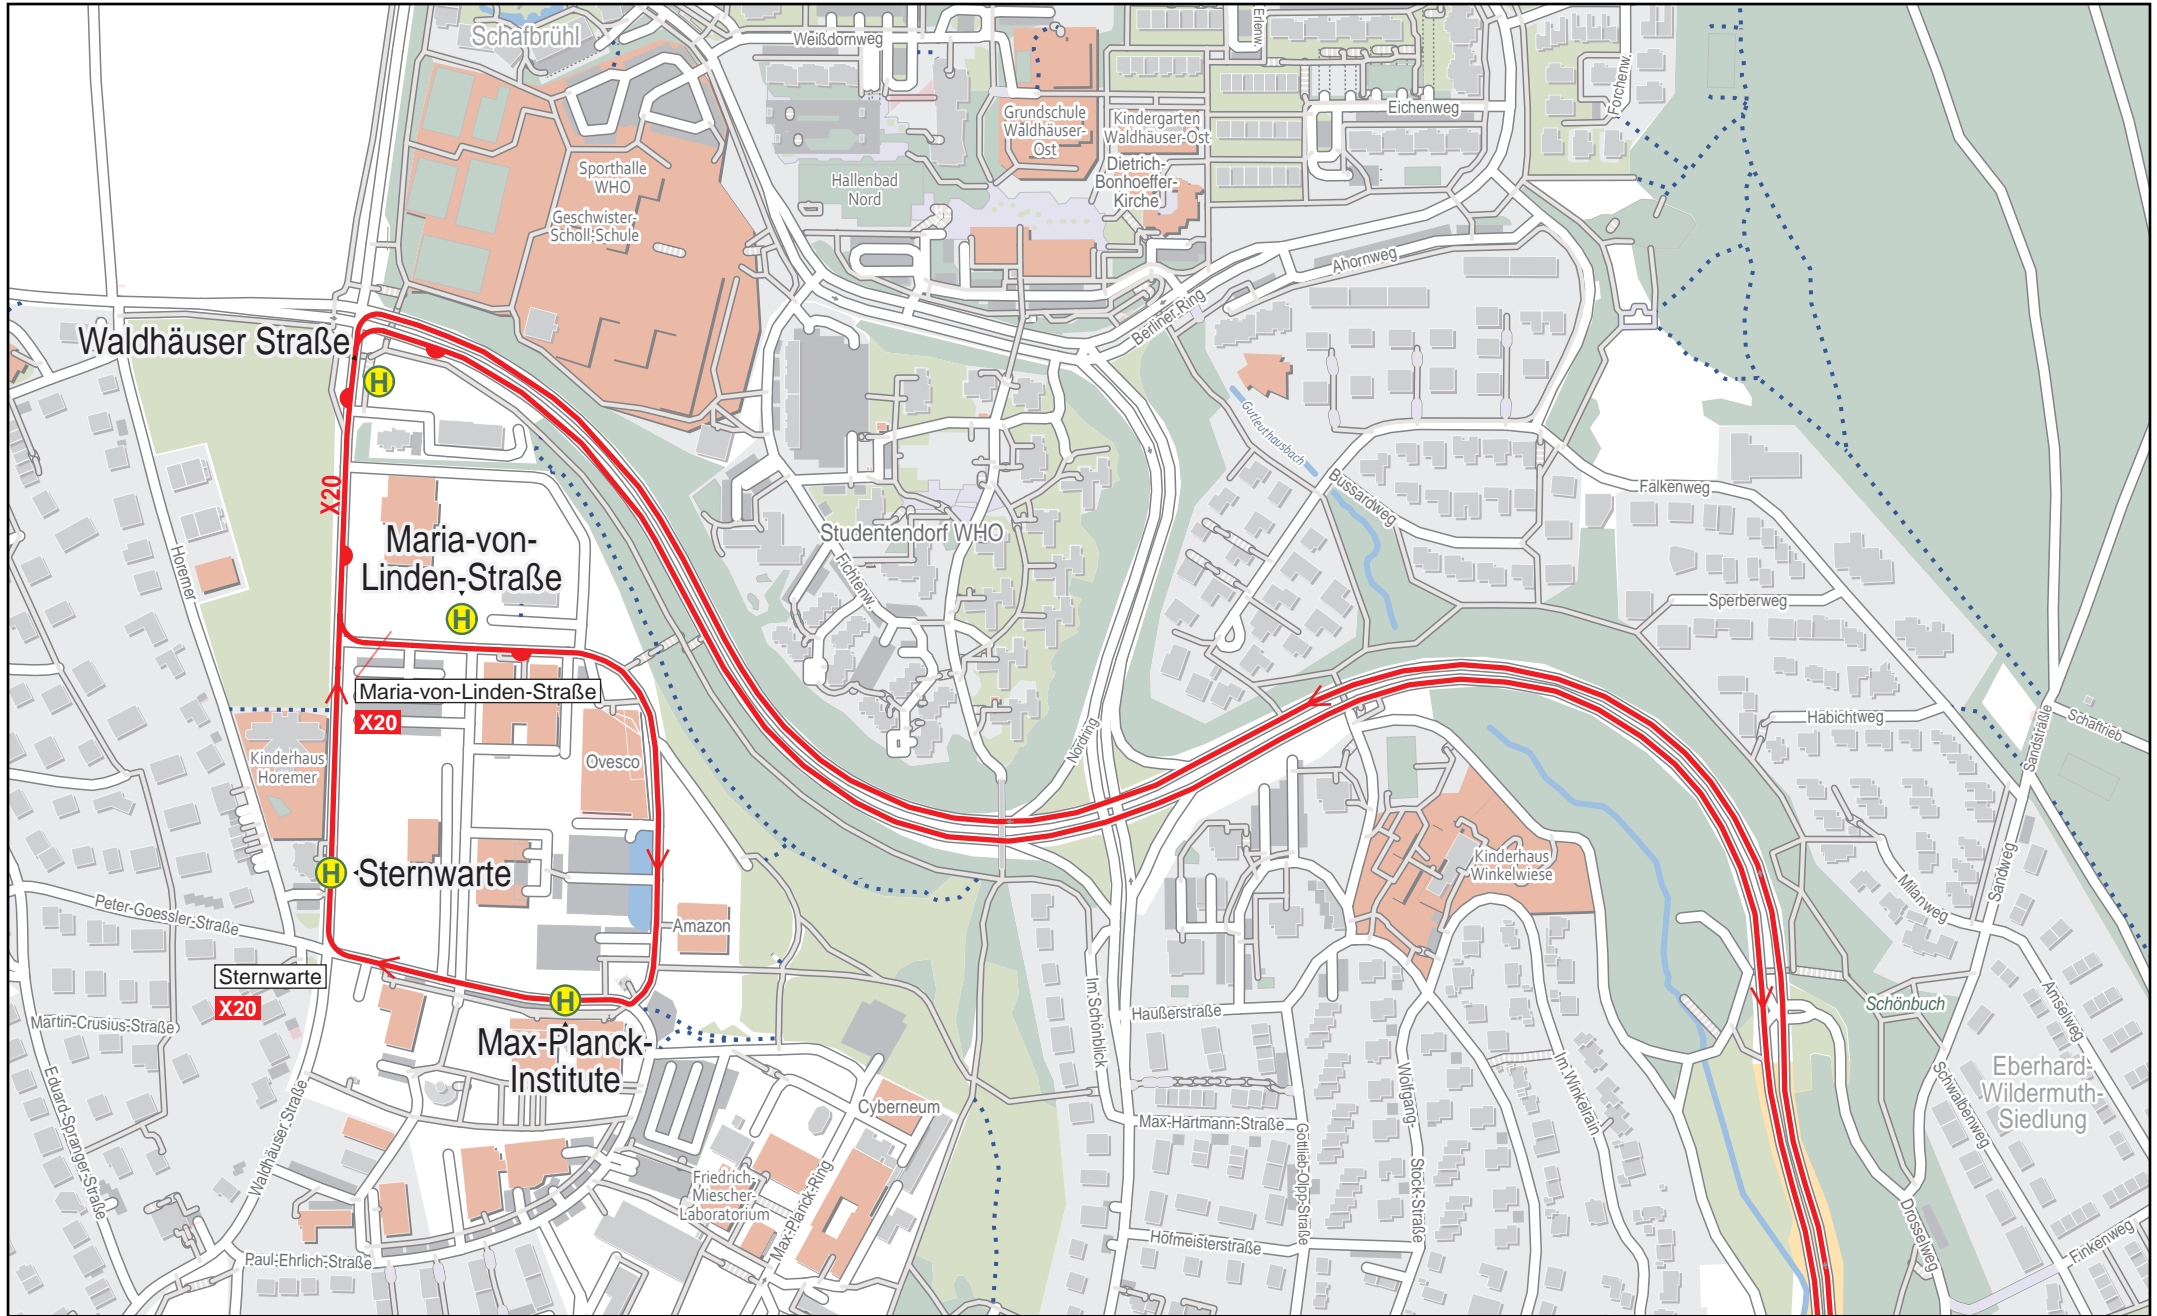 Schafbrühl
Weißdornweg
Erlenw.
Forchenw.
Eichenweg
Grundschule
Waldhäuser-
Ost
Kindergarten
Waldhäuser-Ost
Dietrich-
Bonhoeffer-
Kirche
Sporthalle
WHO
Geschwister-
Scholl-Schule
Hallenbad
Nord
Ahornweg
Berliner-Ring
Waldhäuser Straße
H
Gutleuthausbach
X20
Bussardweg
Falkenweg
Studentendorf WHO
Maria-von-
Linden-Straße
H
Horemer
Fichtenw.
Sperberweg
Maria-von-Linden-Straße
X20
Habichtweg
Schaftrieb
Sandsträßle
Nordring
Kinderhaus
Horemer
Ovesco
H
Sternwarte
Kinderhaus
Winkelwiese
Sandweg
Milanweg
Peter-Goessler-Straße
Amazon
Sternwarte
X20
H
Im Schönblick
Haußerstraße
Schönbuch
Amselweg
Martin-Crusius-Straße
Max-Planck-
Institute
Wolfgang-
Stock-Straße
Im Winkelrain
Eberhard-
Wildermuth-
Siedlung
Schwalbenweg
Eduard-Spranger-Straße
Waldhäuser Straße
Cyberneum
Max-Hartmann-Straße
Gottlieb-Olpp-Straße
Friedrich-
Miescher-
Laboratorium
Max-Planck-Ring
Paul-Ehrlich-Straße
Hofmeisterstraße
Drosselweg
Finkenweg